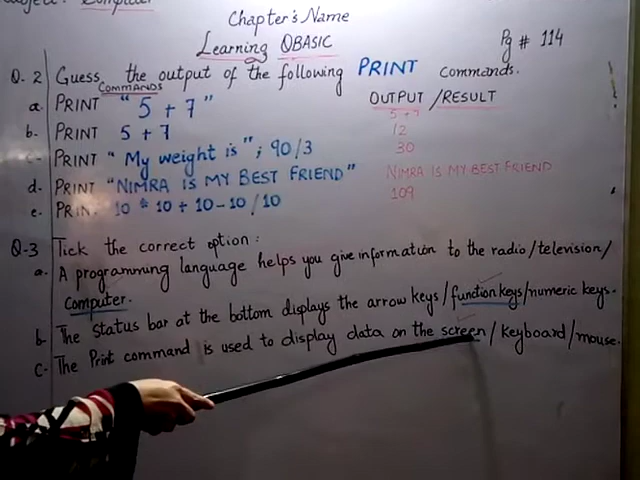 Subject: Computer
Chapter's Name
Learning QBASIC
Pg # 114
Q.2 Guess the output of the following PRINT commands.
COMMANDS OUTPUT / RESULT
a. PRINT "5 + 7" 5 + 7
b. PRINT 5 + 7 12
c. PRINT "My weight is"; 90/3 30
d. PRINT "NIMRA IS MY BEST FRIEND" NIMRA IS MY BEST FRIEND
e. PRIN 10 * 10 + 10 - 10 / 10 109
Q-3 Tick the correct option:
a. A programming language helps you give information to the radio/television/
Computer.
b. The status bar at the bottom displays the arrow keys/function keys/numeric keys.
c. The Print command is used to display data on the screen/keyboard/mouse.